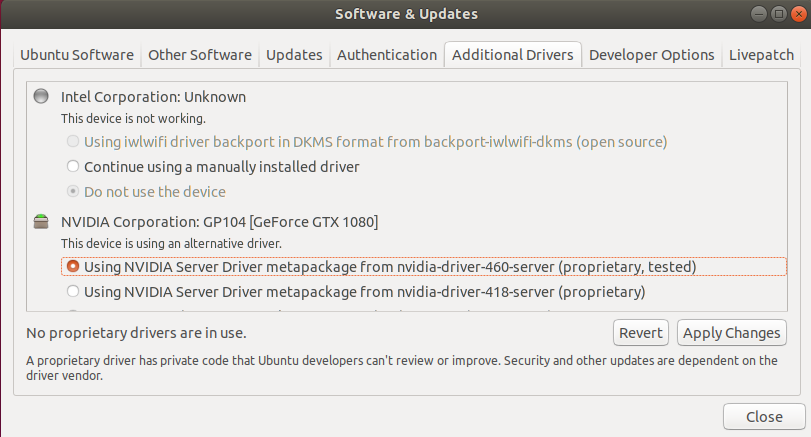 Software & Updates
Ubuntu Software Other Software Updates Authentication Additional Drivers Developer Options Livepatch
Intel Corporation: Unknown
This device is not working.
Using iwlwifi driver backport in DKMS format from backport-iwlwifi-dkms (open source)
Continue using a manually installed driver
Do not use the device
NVIDIA Corporation: GP104 [GeForce GTX 1080]
This device is using an alternative driver.
Using NVIDIA Server Driver metapackage from nvidia-driver-460-server (proprietary, tested)
Using NVIDIA Server Driver metapackage from nvidia-driver-418-server (proprietary)
No proprietary drivers are in use. Revert Apply Changes
A proprietary driver has private code that Ubuntu developers can't review or improve. Security and other updates are dependent on the
driver vendor.
Close